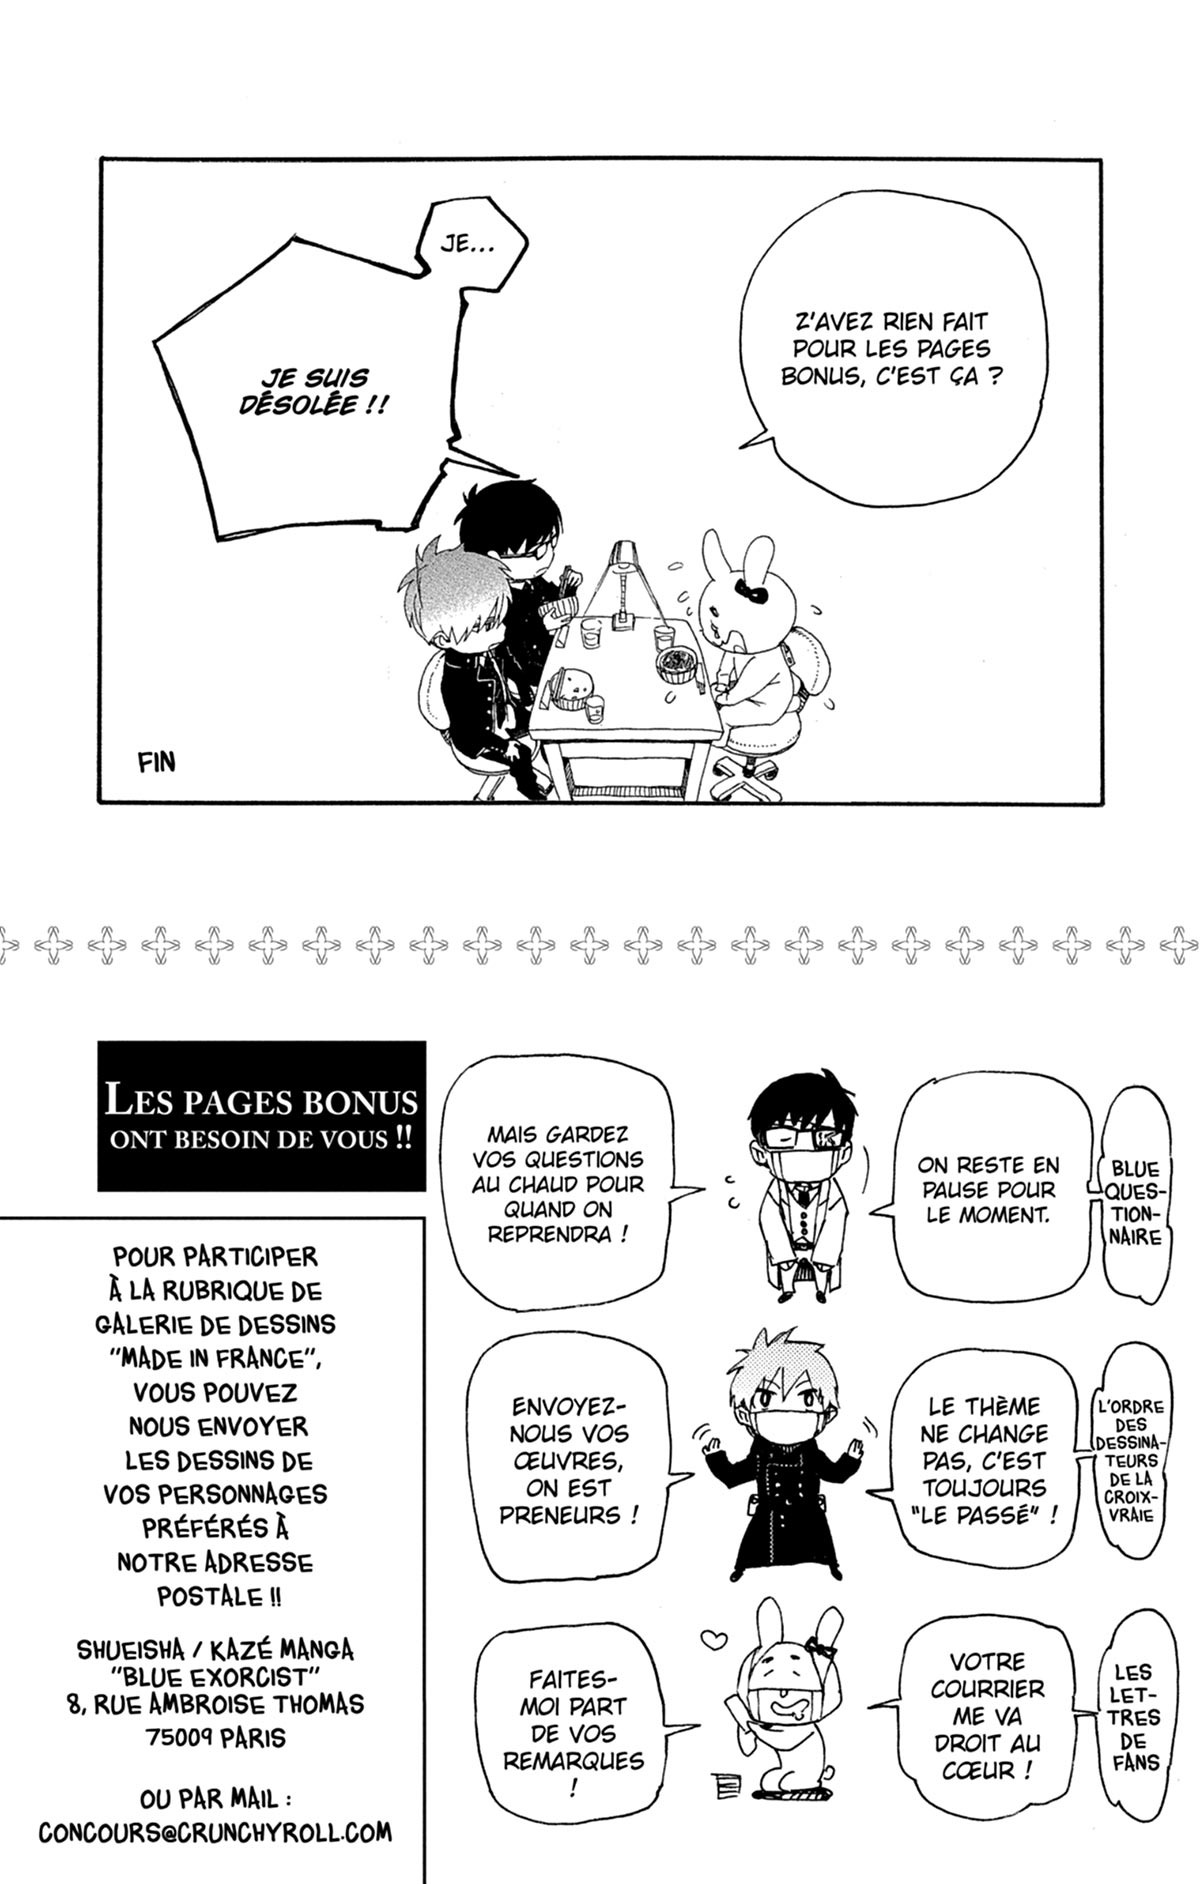 Z'AVEZ RIEN FAIT
POUR LES PAGES
BONUS, C'EST ÇA ?
JE...
JE SUIS
DÉSOLÉE !!
FIN
BLUE
QUES-
TION-
NAIRE
ON RESTE EN
PAUSE POUR
LE MOMENT.
MAIS GARDEZ
VOS QUESTIONS
AU CHAUD POUR
QUAND ON
REPRENDRA !
L'ORDRE
DES
DESSINA-
TEURS
DE LA
CROIX-
VRAIE
LE THÈME
NE CHANGE
PAS, C'EST
TOUJOURS
"LE PASSÉ" !
ENVOYEZ-
NOUS VOS
ŒUVRES,
ON EST
PRENEURS !
LES
LET-
TRES
DE
FANS
VOTRE
COURRIER
ME VA
DROIT AU
CŒUR !
FAITES-
MOI PART
DE VOS
REMARQUES
!
LES PAGES BONUS
ONT BESOIN DE VOUS !!
POUR PARTICIPER
À LA RUBRIQUE DE
GALERIE DE DESSINS
"MADE IN FRANCE",
VOUS POUVEZ
NOUS ENVOYER
LES DESSINS DE
VOS PERSONNAGES
PRÉFÉRÉS À
NOTRE ADRESSE
POSTALE !!
SHUEISHA / KAZÉ MANGA
"BLUE EXORCIST"
8, RUE AMBROISE THOMAS
75009 PARIS
OU PAR MAIL :
CONCOURS@CRUNCHYROLL.COM